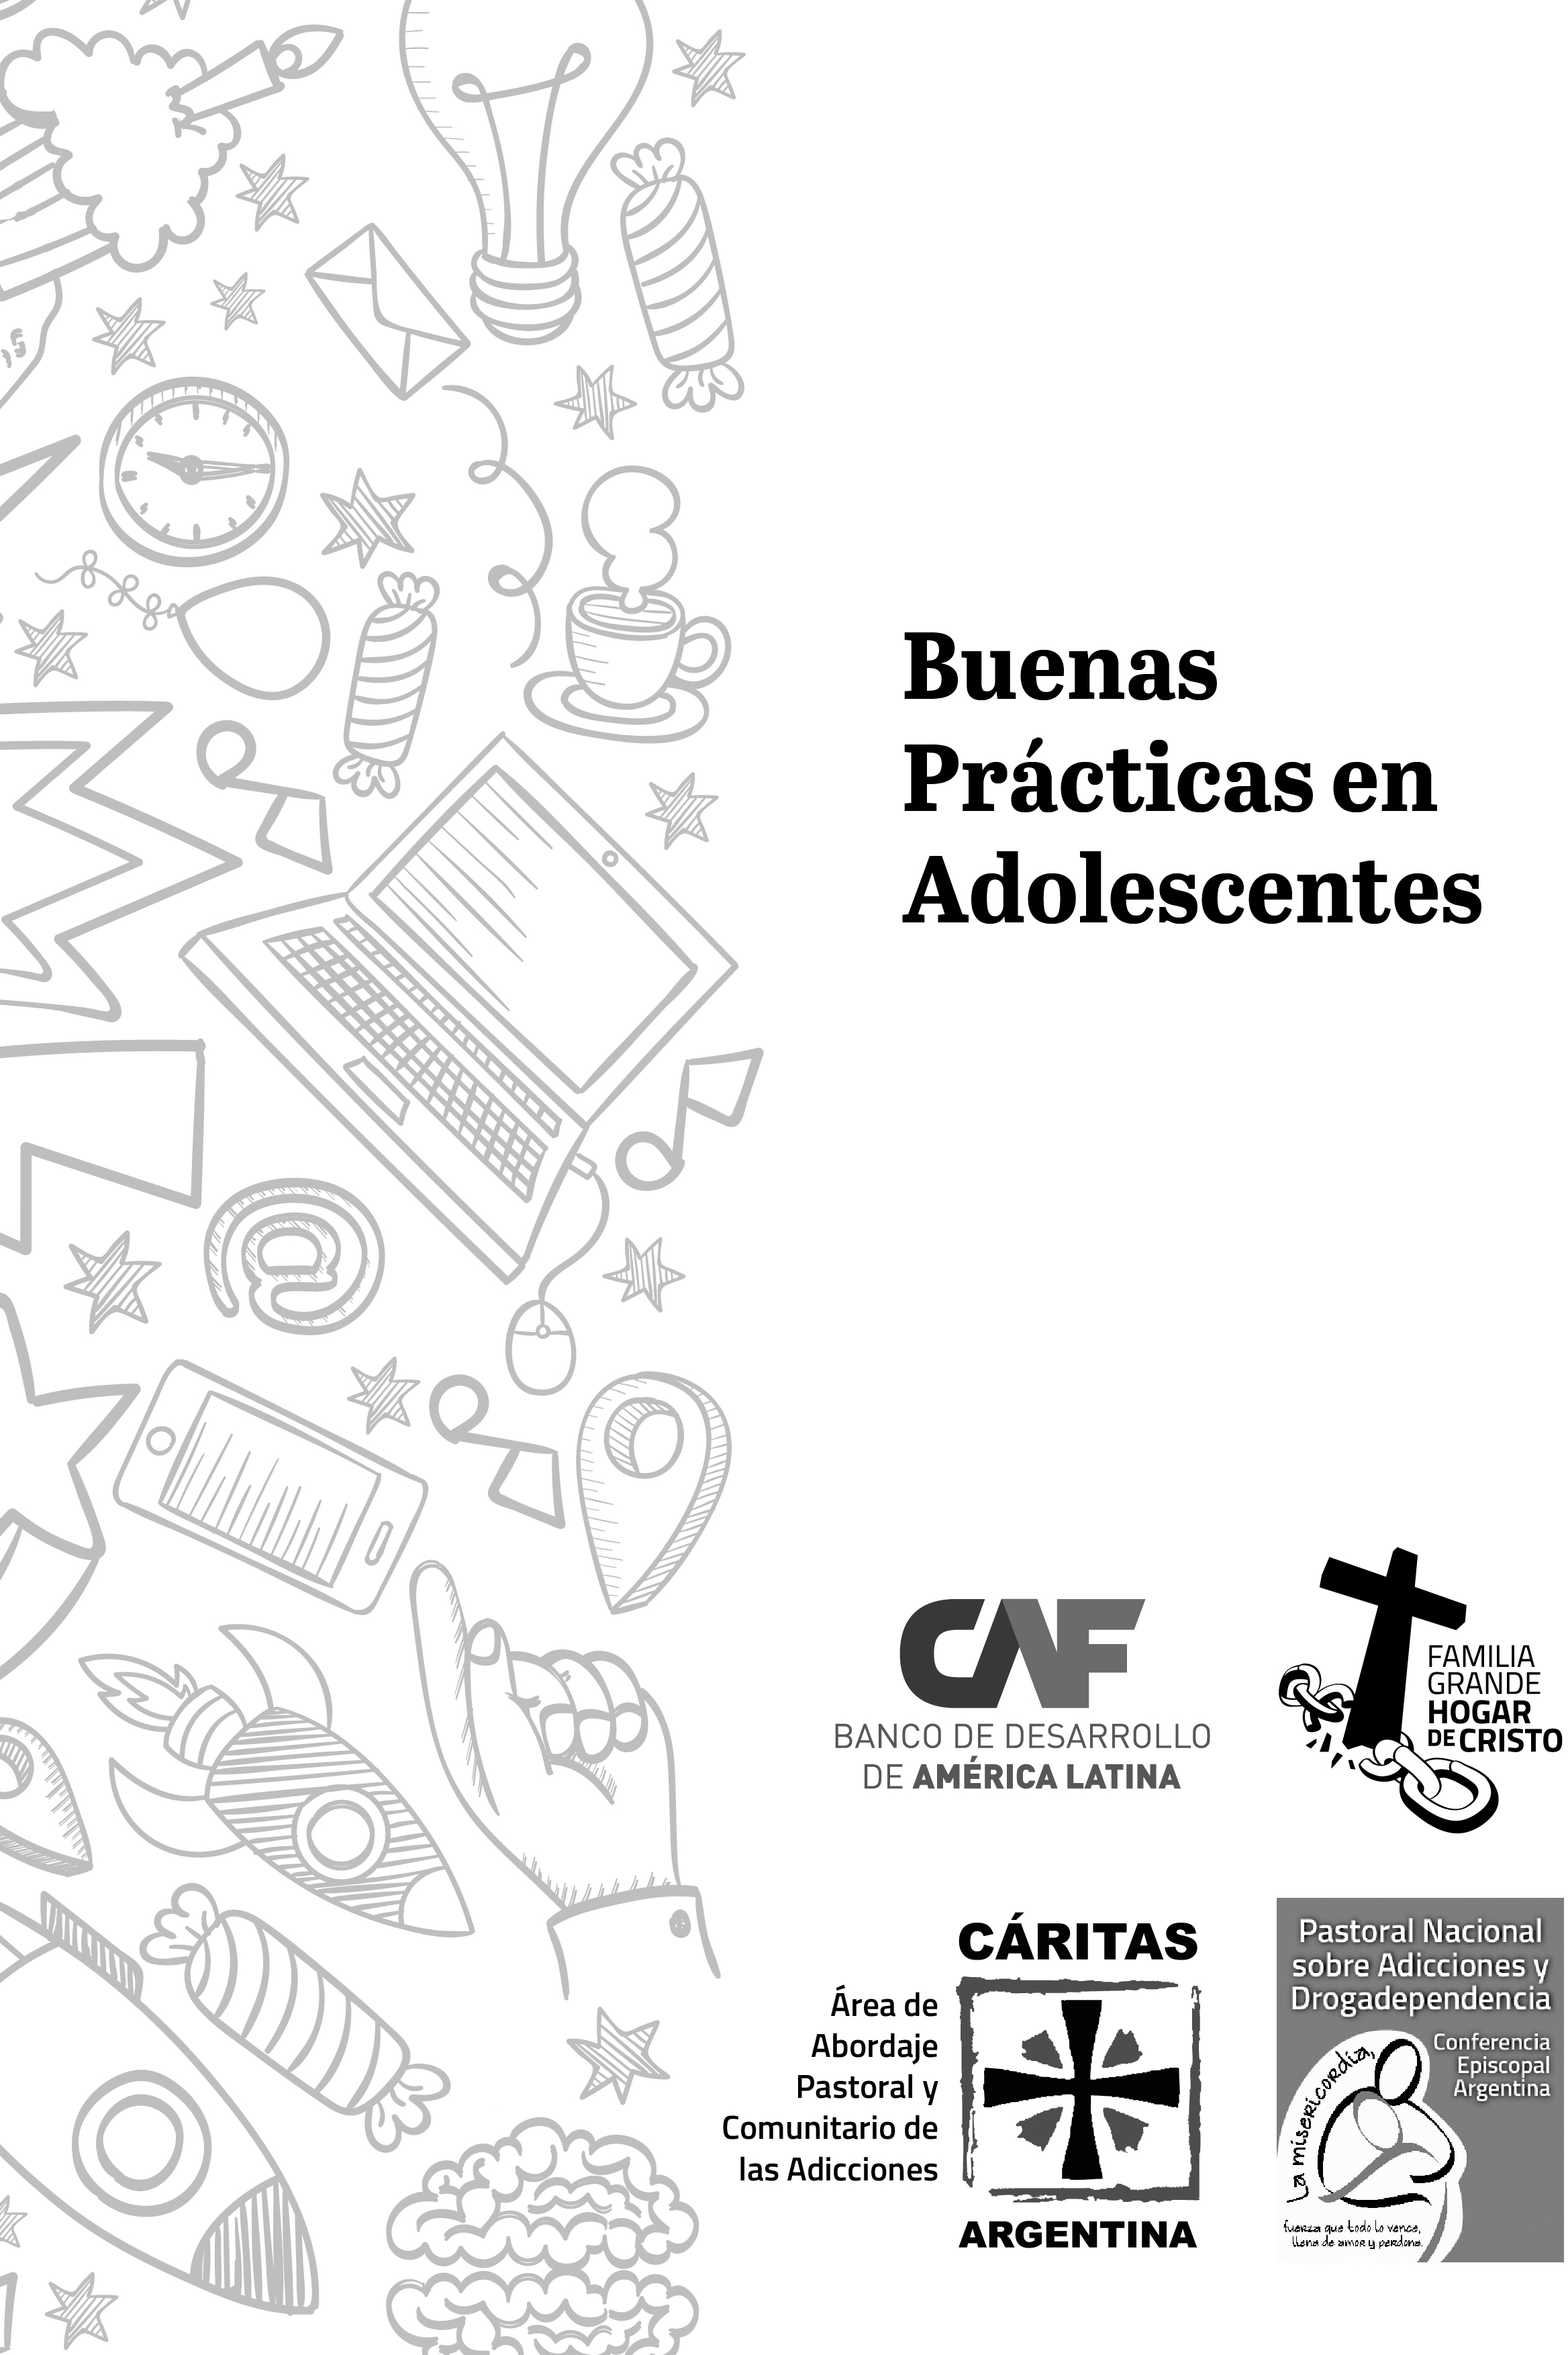 Buenas
Prácticas en
Adolescentes
CAF
BANCO DE DESARROLLO
DE AMÉRICA LATINA
FAMILIA
GRANDE
HOGAR
DE CRISTO
CÁRITAS
Área de
Abordaje
Pastoral y
Comunitario de
las Adicciones
ARGENTINA
Pastoral Nacional
sobre Adicciones y
Drogadependencia
Conferencia
Episcopal
Argentina
La misericordia,
fuerza que todo lo vence,
llena de amor y perdona.
@